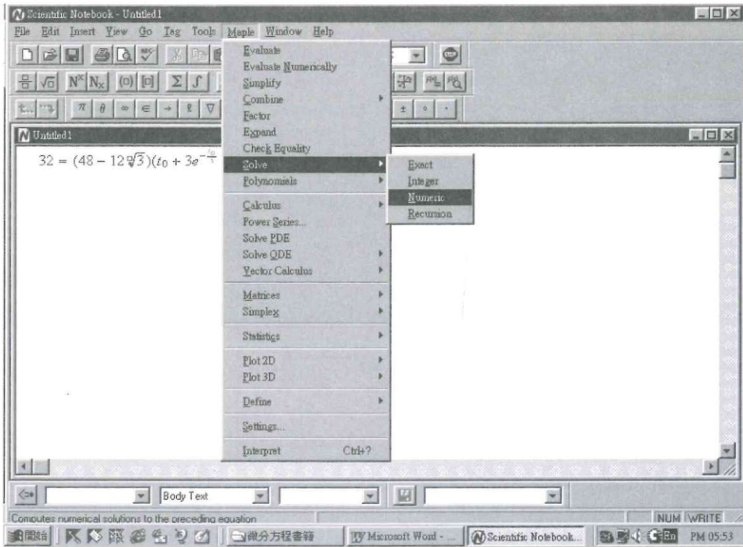 Scientific Notebook - Untitled1
File Edit Insert View Go Tag Tools Maple Window Help
Untitled1
32 = (48 - 12
Evaluate
Evaluate Numerically
Simplify
Combine
Factor
Expand
Check Equality
Solve
Polynomials
Calculus
Power Series...
Solve PDE
Solve ODE
Vector Calculus
Matrices
Simplex
Statistics
Plot 2D
Plot 3D
Define
Settings...
Interpret Ctrl+?
Exact
Integer
Numeric
Recursion
Body Text
Computes numerical solutions to the preceding equation
NUM WRITE
開始
微分方程書籍
Microsoft Word - ...
Scientific Notebook...
En
PM 05:53